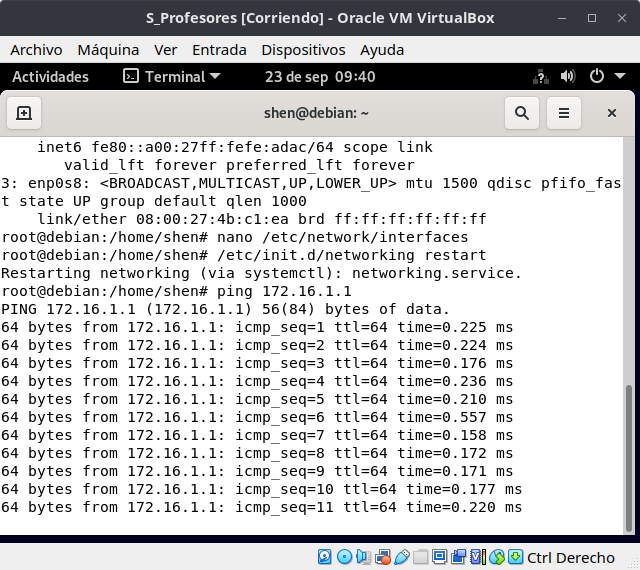 S_Profesores [Corriendo] - Oracle VM VirtualBox
Archivo Máquina Ver Entrada Dispositivos Ayuda
Actividades Terminal 23 de sep 09:40
shen@debian: ~
inet6 fe80::a00:27ff:fefe:adac/64 scope link
valid_lft forever preferred_lft forever
3: enp0s8: <BROADCAST,MULTICAST,UP,LOWER_UP> mtu 1500 qdisc pfifo_fas
t state UP group default qlen 1000
link/ether 08:00:27:4b:c1:ea brd ff:ff:ff:ff:ff:ff
root@debian:/home/shen# nano /etc/network/interfaces
root@debian:/home/shen# /etc/init.d/networking restart
Restarting networking (via systemctl): networking.service.
root@debian:/home/shen# ping 172.16.1.1
PING 172.16.1.1 (172.16.1.1) 56(84) bytes of data.
64 bytes from 172.16.1.1: icmp_seq=1 ttl=64 time=0.225 ms
64 bytes from 172.16.1.1: icmp_seq=2 ttl=64 time=0.224 ms
64 bytes from 172.16.1.1: icmp_seq=3 ttl=64 time=0.176 ms
64 bytes from 172.16.1.1: icmp_seq=4 ttl=64 time=0.236 ms
64 bytes from 172.16.1.1: icmp_seq=5 ttl=64 time=0.210 ms
64 bytes from 172.16.1.1: icmp_seq=6 ttl=64 time=0.557 ms
64 bytes from 172.16.1.1: icmp_seq=7 ttl=64 time=0.158 ms
64 bytes from 172.16.1.1: icmp_seq=8 ttl=64 time=0.172 ms
64 bytes from 172.16.1.1: icmp_seq=9 ttl=64 time=0.171 ms
64 bytes from 172.16.1.1: icmp_seq=10 ttl=64 time=0.177 ms
64 bytes from 172.16.1.1: icmp_seq=11 ttl=64 time=0.220 ms
Ctrl Derecho